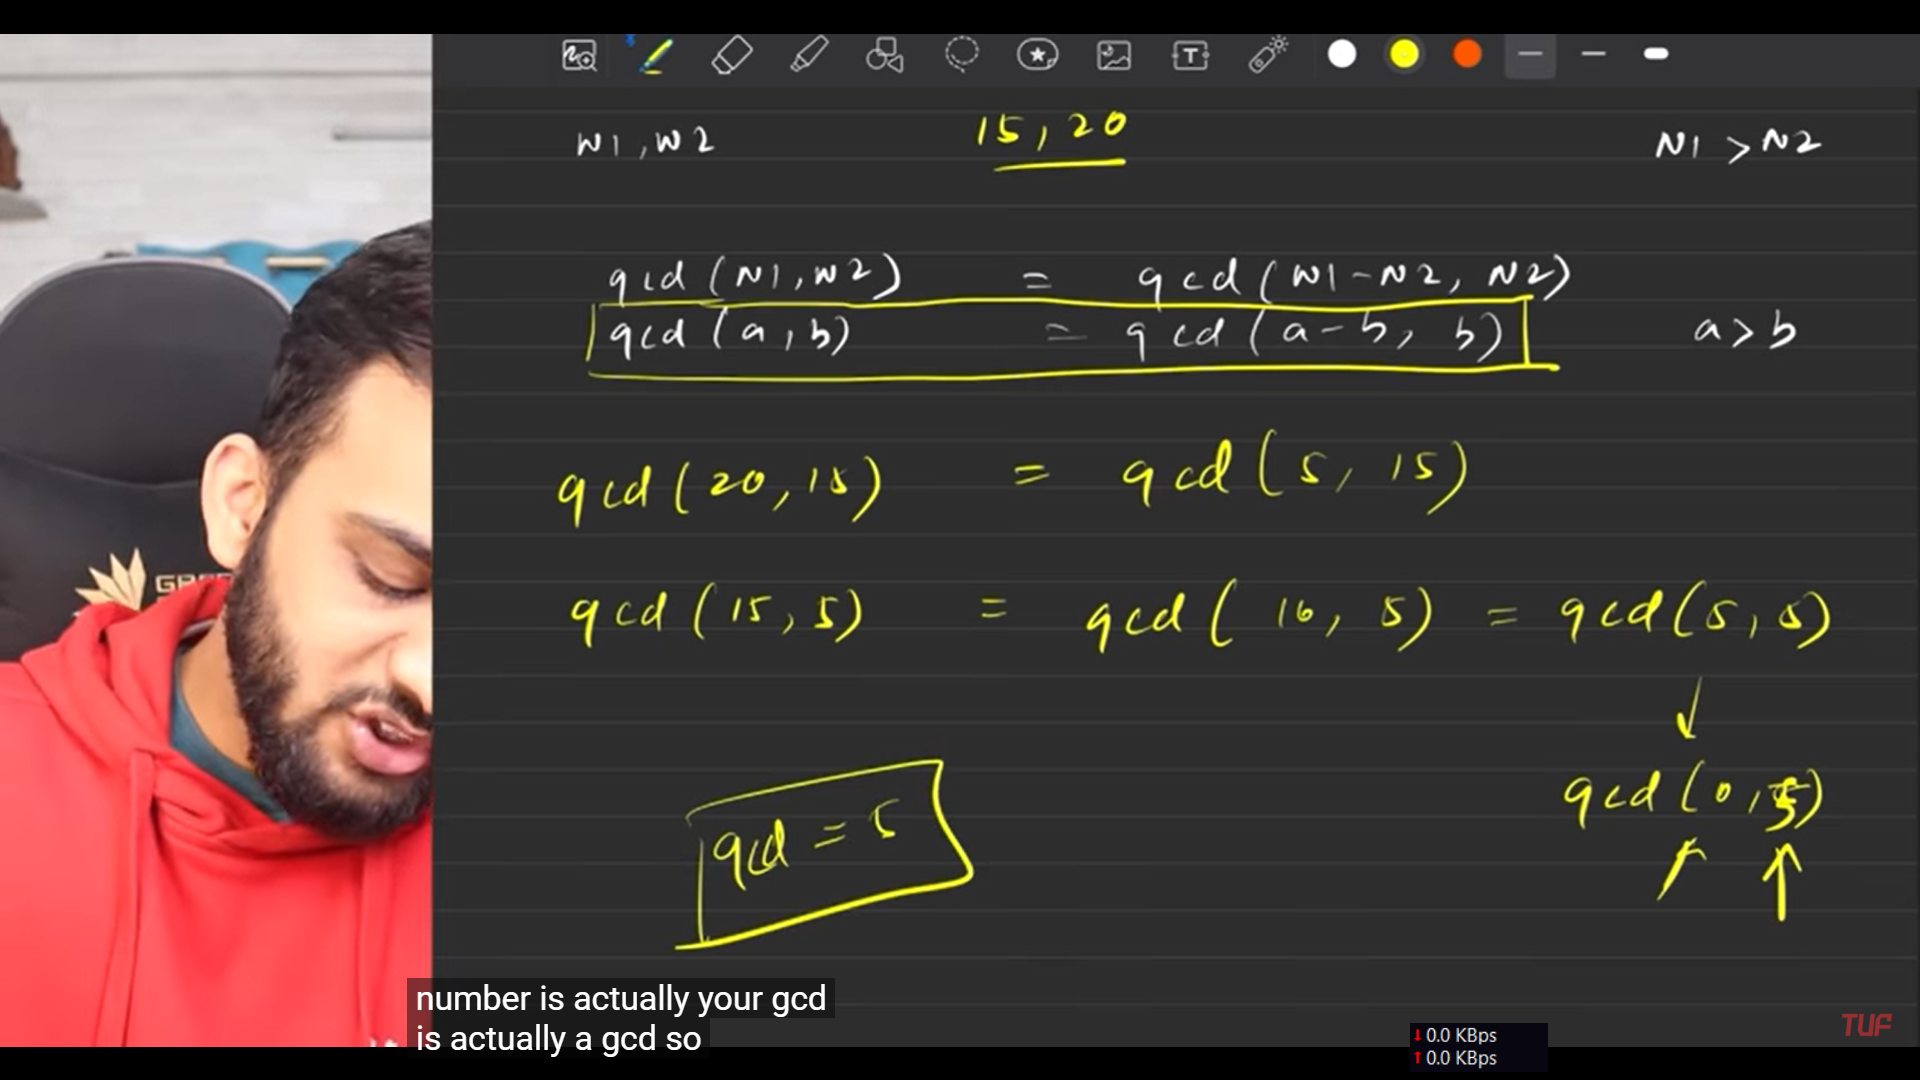 N1, N2
15, 20
N1 > N2
gcd (N1, N2) = gcd (N1 - N2, N2)
gcd (a, b) = gcd (a - b, b)
a > b
gcd (20, 15) = gcd (5, 15)
gcd (15, 5) = gcd (10, 5) = gcd (5, 5)
gcd (0, 5)
gcd = 5
number is actually your gcd
is actually a gcd so
↓ 0.0 KBps
↑ 0.0 KBps
TUF